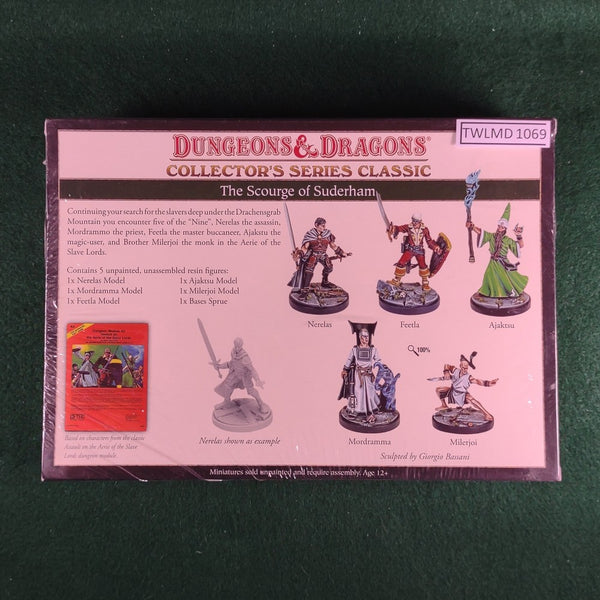 TWLMD 1069
DUNGEONS & DRAGONS®
COLLECTOR'S SERIES CLASSIC
The Scourge of Suderham
Continuing your search for the slavers deep under the Drachensgrab
Mountain you encounter five of the "Nine", Nerelas the assassin,
Mordrammo the priest, Feetla the master buccaneer, Ajakstu the
magic-user, and Brother Milerjoi the monk in the Aerie of the
Slave Lords.
Contains 5 unpainted, unassembled resin figures:
1x Nerelas Model
1x Mordramma Model
1x Feetla Model
1x Ajaktsu Model
1x Milerjoi Model
1x Bases Sprue
Nerelas
Feetla
Ajaktsu
100%
Based on characters from the classic
Assault on the Aerie of the Slave
Lords dungeon module.
Nerelas shown as example
Mordramma
Milerjoi
Sculpted by Giorgio Bassani
Miniatures sold unpainted and require assembly. Age 12+